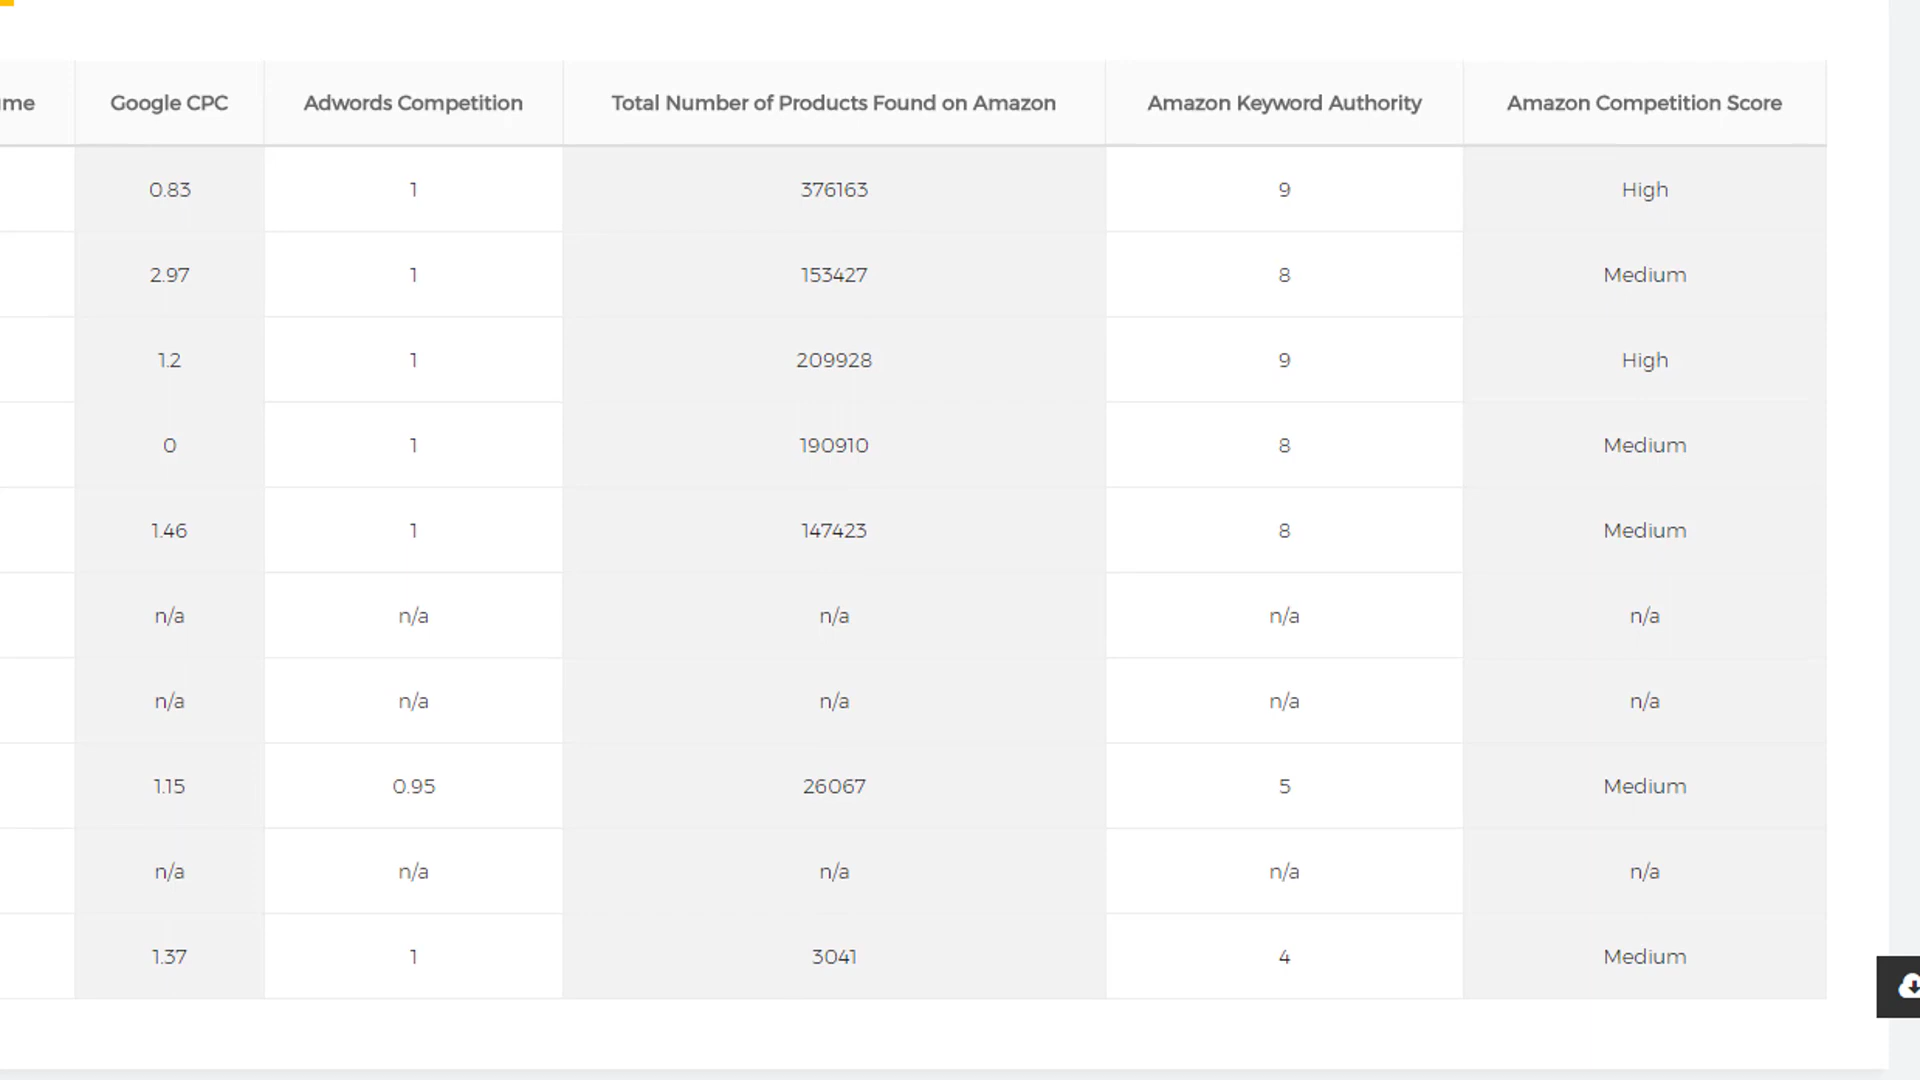 Google CPC Adwords Competition Total Number of Products Found on Amazon Amazon Keyword Authority Amazon Competition Score
0.83 1 376163 9 High
2.97 1 153427 8 Medium
1.2 1 209928 9 High
0 1 190910 8 Medium
1.46 1 147423 8 Medium
n/a n/a n/a n/a n/a
n/a n/a n/a n/a n/a
1.15 0.95 26067 5 Medium
n/a n/a n/a n/a n/a
1.37 1 3041 4 Medium